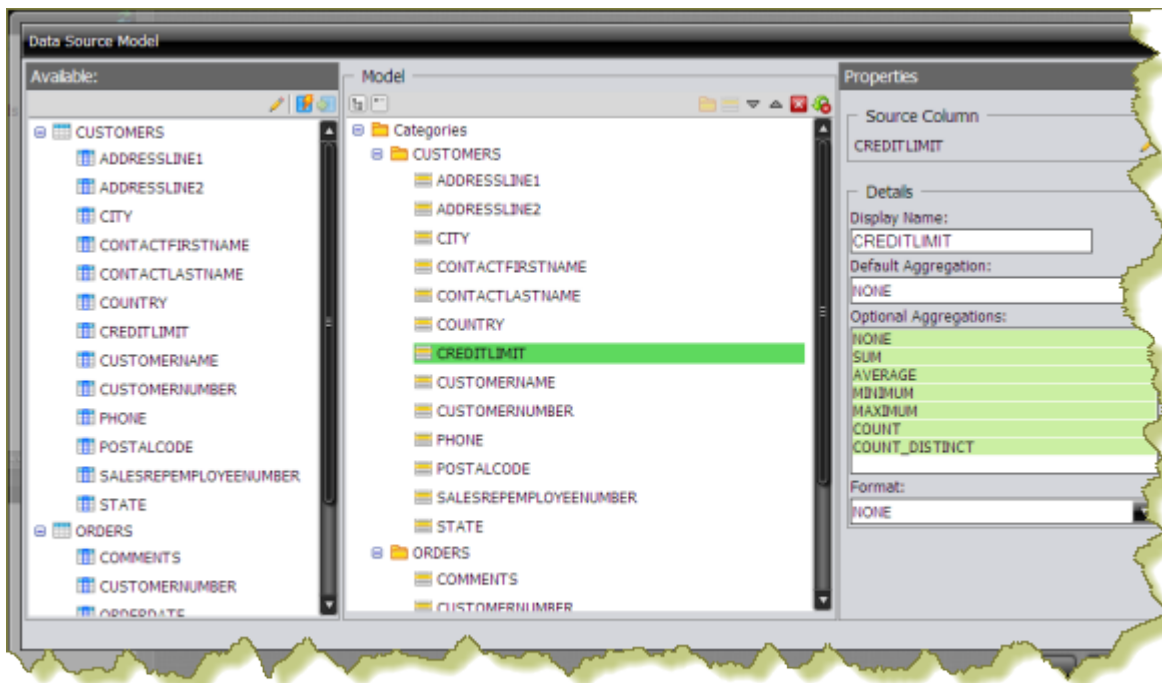 Data Source Model
Available:
CUSTOMERS
ADDRESSLINE1
ADDRESSLINE2
CITY
CONTACTFIRSTNAME
CONTACTLASTNAME
COUNTRY
CREDITLIMIT
CUSTOMERNAME
CUSTOMERNUMBER
PHONE
POSTALCODE
SALESREPEMPLOYEENUMBER
STATE
ORDERS
COMMENTS
CUSTOMERNUMBER
ORDERDATE
Model
Categories
CUSTOMERS
ADDRESSLINE1
ADDRESSLINE2
CITY
CONTACTFIRSTNAME
CONTACTLASTNAME
COUNTRY
CREDITLIMIT
CUSTOMERNAME
CUSTOMERNUMBER
PHONE
POSTALCODE
SALESREPEMPLOYEENUMBER
STATE
ORDERS
COMMENTS
CUSTOMERNUMBER
Properties
Source Column
CREDITLIMIT
Details
Display Name:
CREDITLIMIT
Default Aggregation:
NONE
Optional Aggregations:
NONE
SUM
AVERAGE
MINIMUM
MAXIMUM
COUNT
COUNT_DISTINCT
Format:
NONE